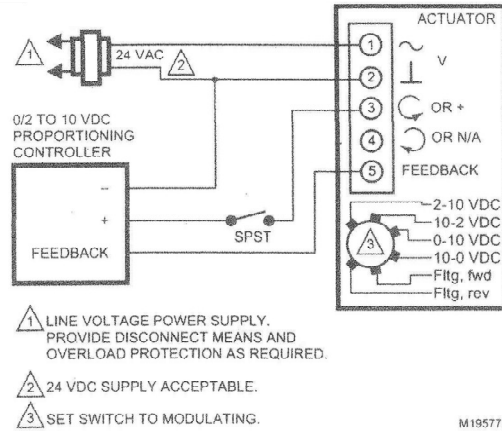 ACTUATOR
1
24 VAC
2
1
V
2
0/2 TO 10 VDC
PROPORTIONING
CONTROLLER
3 OR +
4 OR N/A
5 FEEDBACK
–
+
SPST
FEEDBACK
3
2-10 VDC
10-2 VDC
0-10 VDC
10-0 VDC
Fltg, fwd
Fltg, rev
1 LINE VOLTAGE POWER SUPPLY.
PROVIDE DISCONNECT MEANS AND
OVERLOAD PROTECTION AS REQUIRED.
2 24 VDC SUPPLY ACCEPTABLE.
3 SET SWITCH TO MODULATING.
M19577